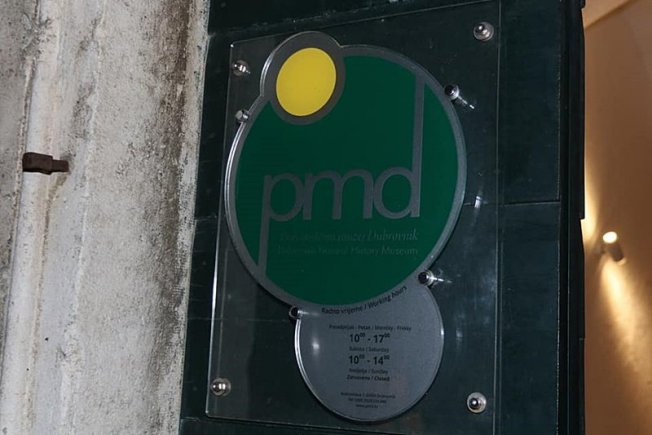 pmd
Prirodoslovni muzej Dubrovnik
Dubrovnik Natural History Museum
Radno vrijeme / Working hours
Ponedjeljak - Petak / Monday - Friday
10⁰⁰ - 17⁰⁰
Subota / Saturday
10⁰⁰ - 14⁰⁰
Nedjelja / Sunday
Zatvoreno / Closed